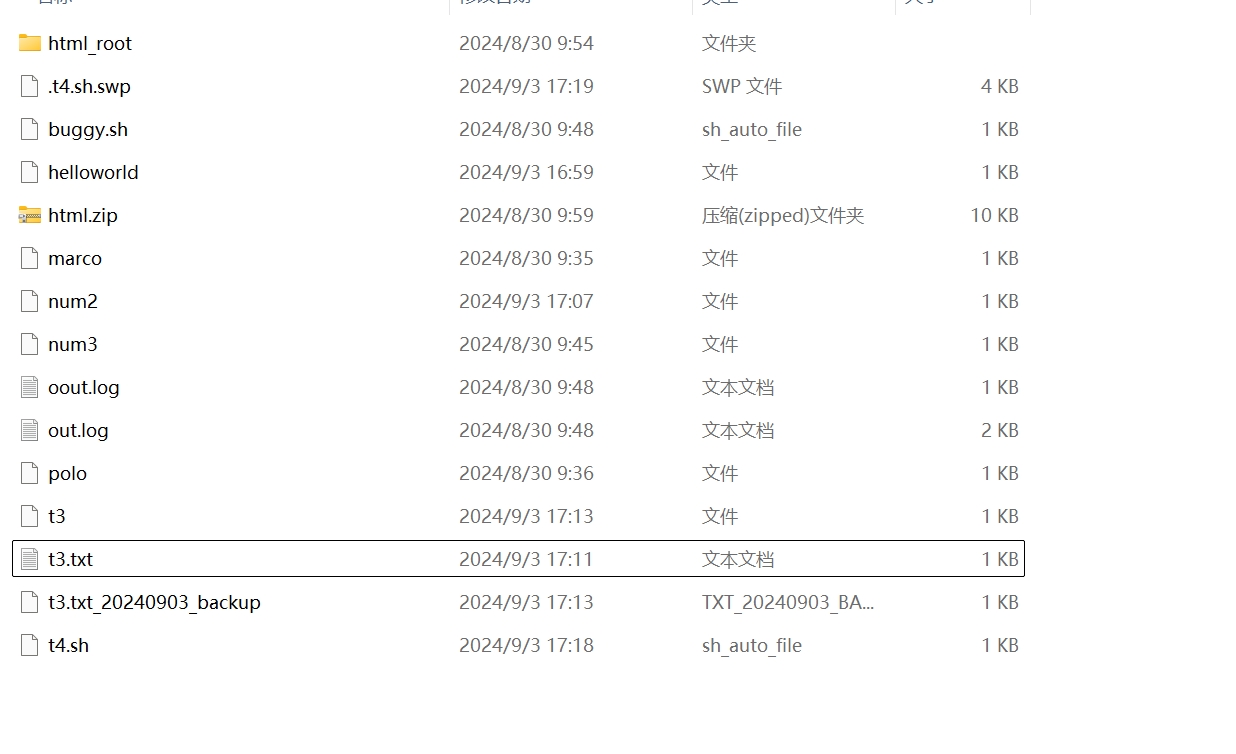 html_root 2024/8/30 9:54 文件夹
.t4.sh.swp 2024/9/3 17:19 SWP 文件 4 KB
buggy.sh 2024/8/30 9:48 sh_auto_file 1 KB
helloworld 2024/9/3 16:59 文件 1 KB
html.zip 2024/8/30 9:59 压缩(zipped)文件夹 10 KB
marco 2024/8/30 9:35 文件 1 KB
num2 2024/9/3 17:07 文件 1 KB
num3 2024/8/30 9:45 文件 1 KB
oout.log 2024/8/30 9:48 文本文档 1 KB
out.log 2024/8/30 9:48 文本文档 2 KB
polo 2024/8/30 9:36 文件 1 KB
t3 2024/9/3 17:13 文件 1 KB
t3.txt 2024/9/3 17:11 文本文档 1 KB
t3.txt_20240903_backup 2024/9/3 17:13 TXT_20240903_BA... 1 KB
t4.sh 2024/9/3 17:18 sh_auto_file 1 KB